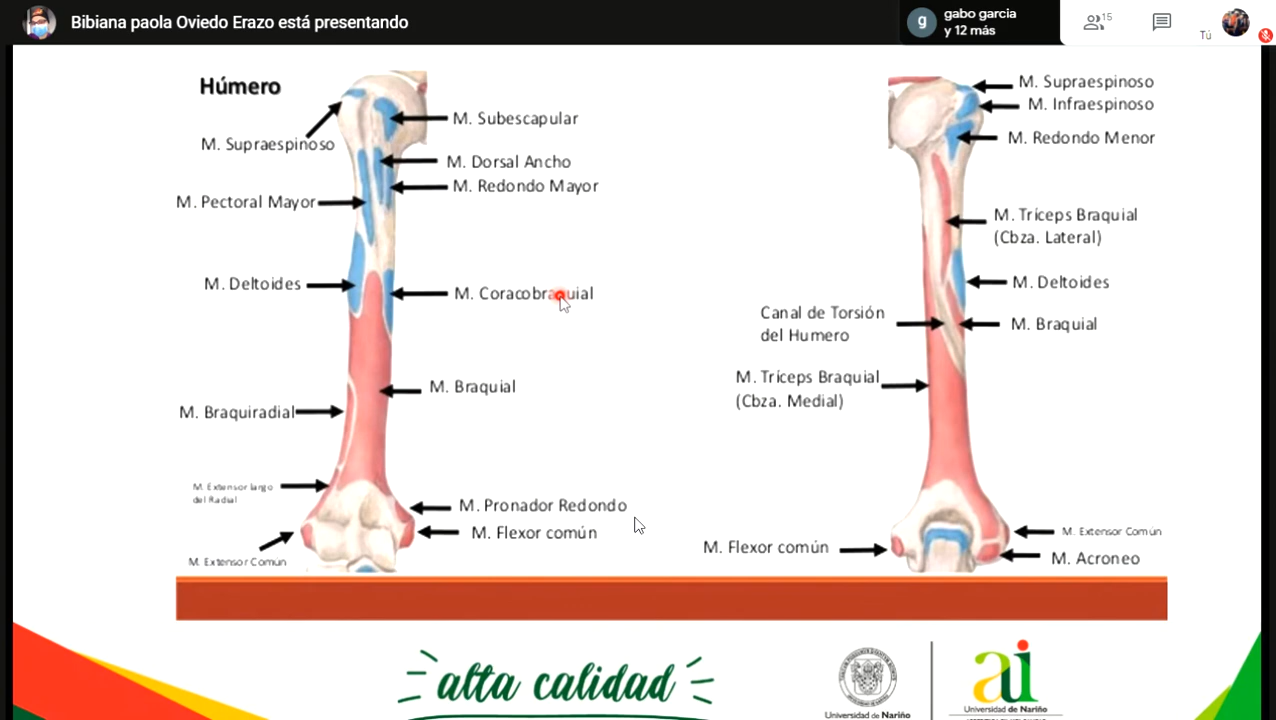 Bibiana paola Oviedo Erazo está presentando
gabo garcia
y 12 más
15
Tú
g
Húmero
M. Supraespinoso
M. Pectoral Mayor
M. Deltoides
M. Braquiradial
M. Extensor largo
del Radial
M. Extensor Común
M. Subescapular
M. Dorsal Ancho
M. Redondo Mayor
M. Coracobraquial
M. Braquial
M. Pronador Redondo
M. Flexor común
M. Supraespinoso
M. Infraespinoso
M. Redondo Menor
M. Tríceps Braquial
(Cbza. Lateral)
M. Deltoides
Canal de Torsión
del Humero
M. Braquial
M. Tríceps Braquial
(Cbza. Medial)
M. Extensor Común
M. Flexor común
M. Acroneo
alta calidad
Universidad de Nariño
ai
Universidad de Nariño